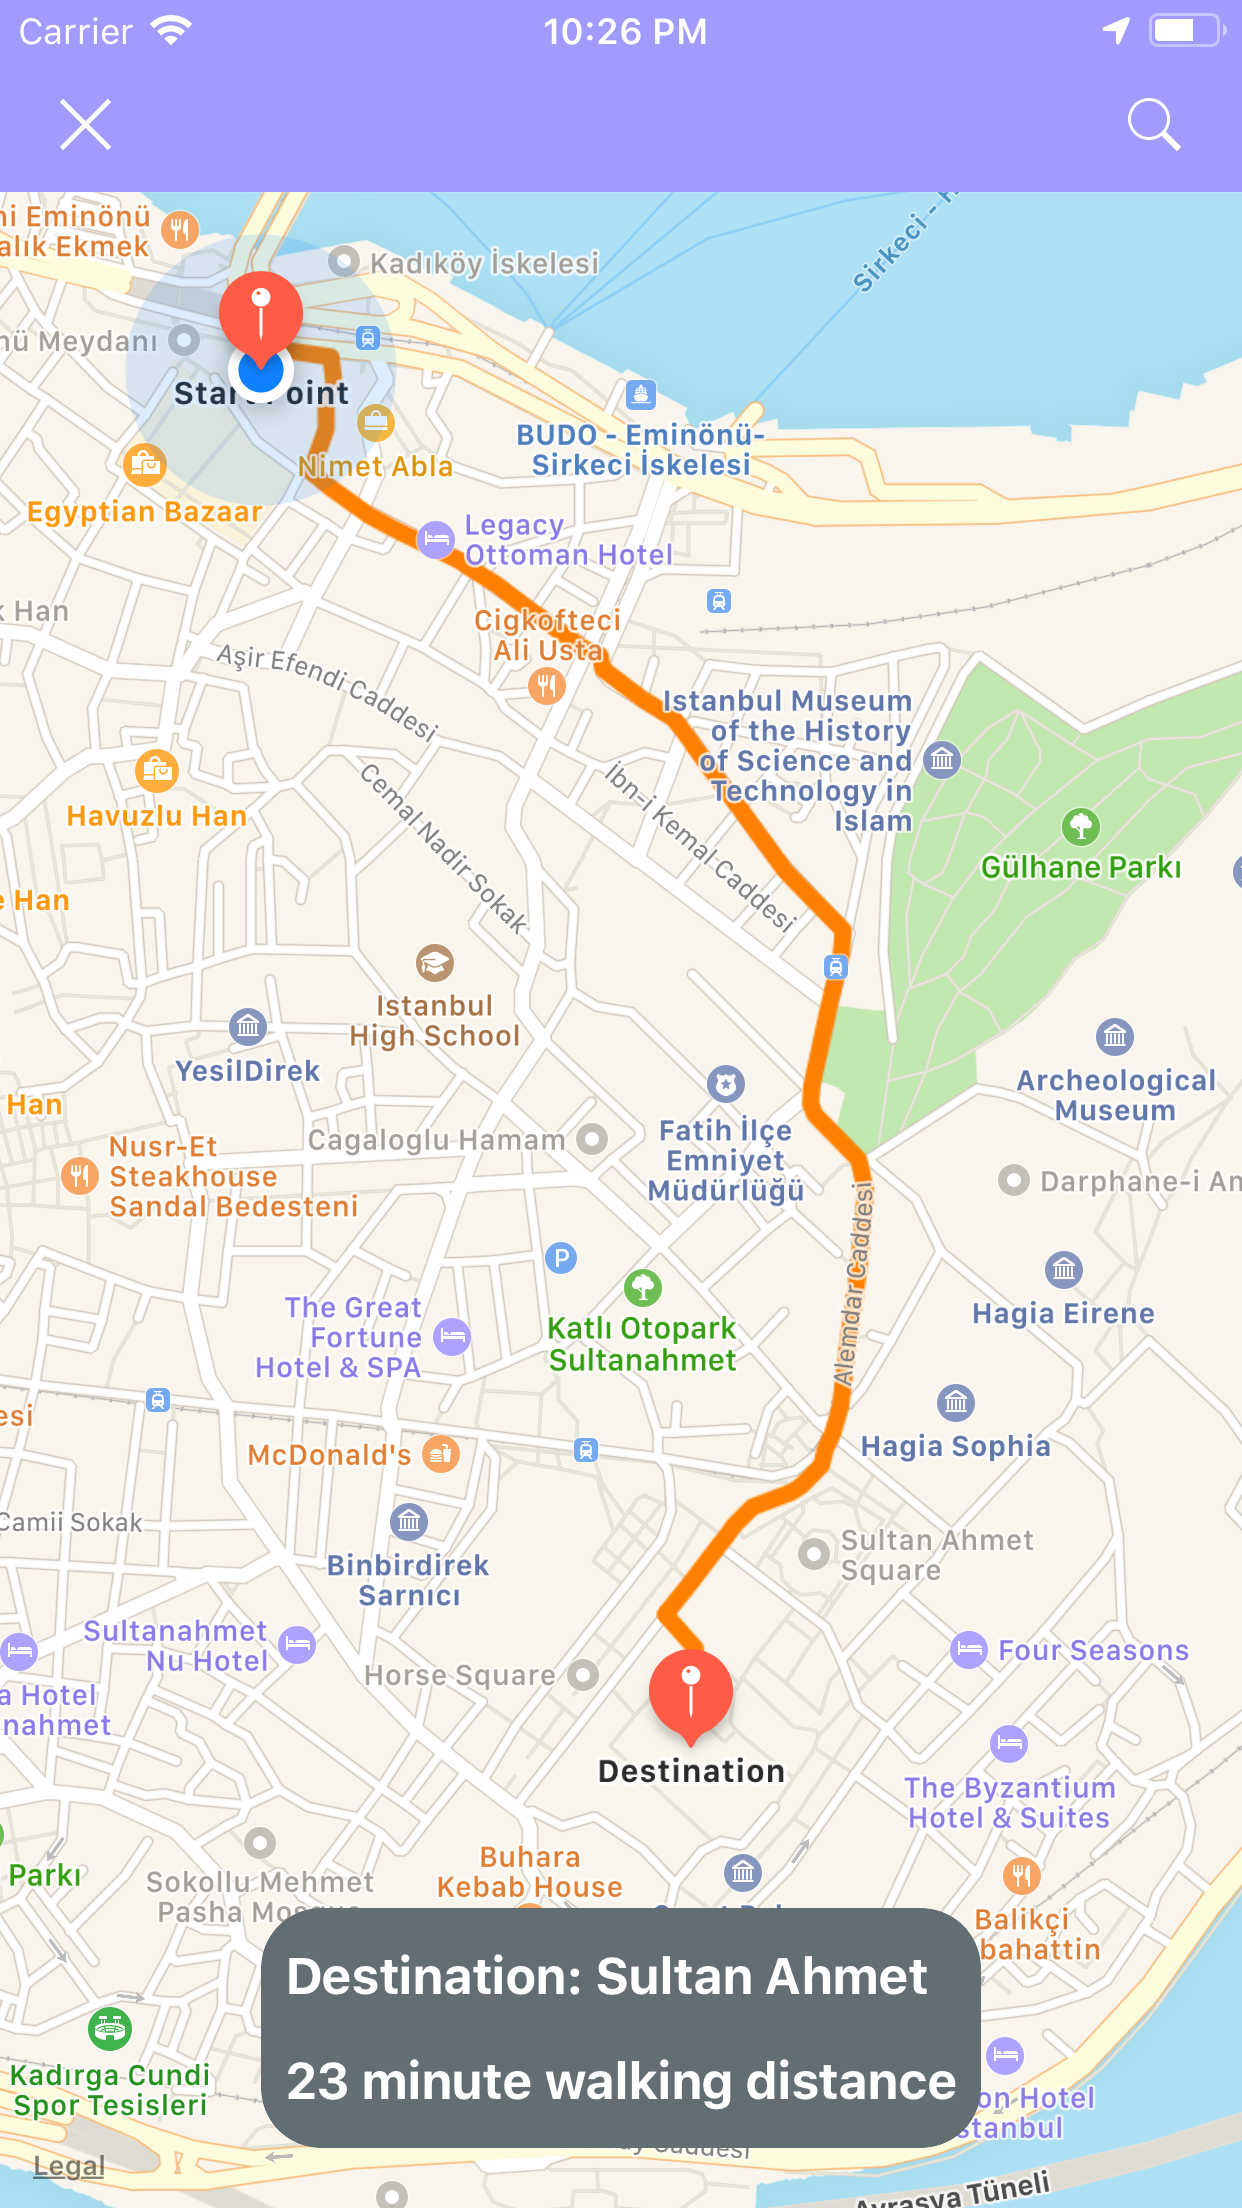 Carrier
10:26 PM
ni Eminönü
alık Ekmek
Kadıköy İskelesi
Sirkeci -
nü Meydanı
Start Point
Nimet Abla
BUDO - Eminönü-
Sirkeci İskelesi
Egyptian Bazaar
Legacy
Ottoman Hotel
k Han
Cigkofteci
Ali Usta
Aşir Efendi Caddesi
Istanbul Museum
of the History
of Science and
Technology in
Islam
Cemal Nadir Sokak
İbn-i Kemal Caddesi
Havuzlu Han
Gülhane Parkı
e Han
Istanbul
High School
YesilDirek
Archeological
Museum
Han
Fatih İlçe
Emniyet
Müdürlüğü
Cagaloglu Hamam
Nusr-Et
Steakhouse
Sandal Bedesteni
Darphane-i Am
Alemdar Caddesi
P
The Great
Fortune
Hotel & SPA
Katlı Otopark
Sultanahmet
Hagia Eirene
esi
McDonald's
Hagia Sophia
Camii Sokak
Binbirdirek
Sarnıcı
Sultan Ahmet
Square
Sultanahmet
Nu Hotel
Horse Square
Four Seasons
a Hotel
nahmet
Destination
The Byzantium
Hotel & Suites
Parkı
Sokollu Mehmet
Pasha Mosque
Buhara
Kebab House
Balikçi
bahattin
Destination: Sultan Ahmet
23 minute walking distance
Kadırga Cundi
Spor Tesisleri
on Hotel
stanbul
Caddesi
Legal
Avrasya Tüneli